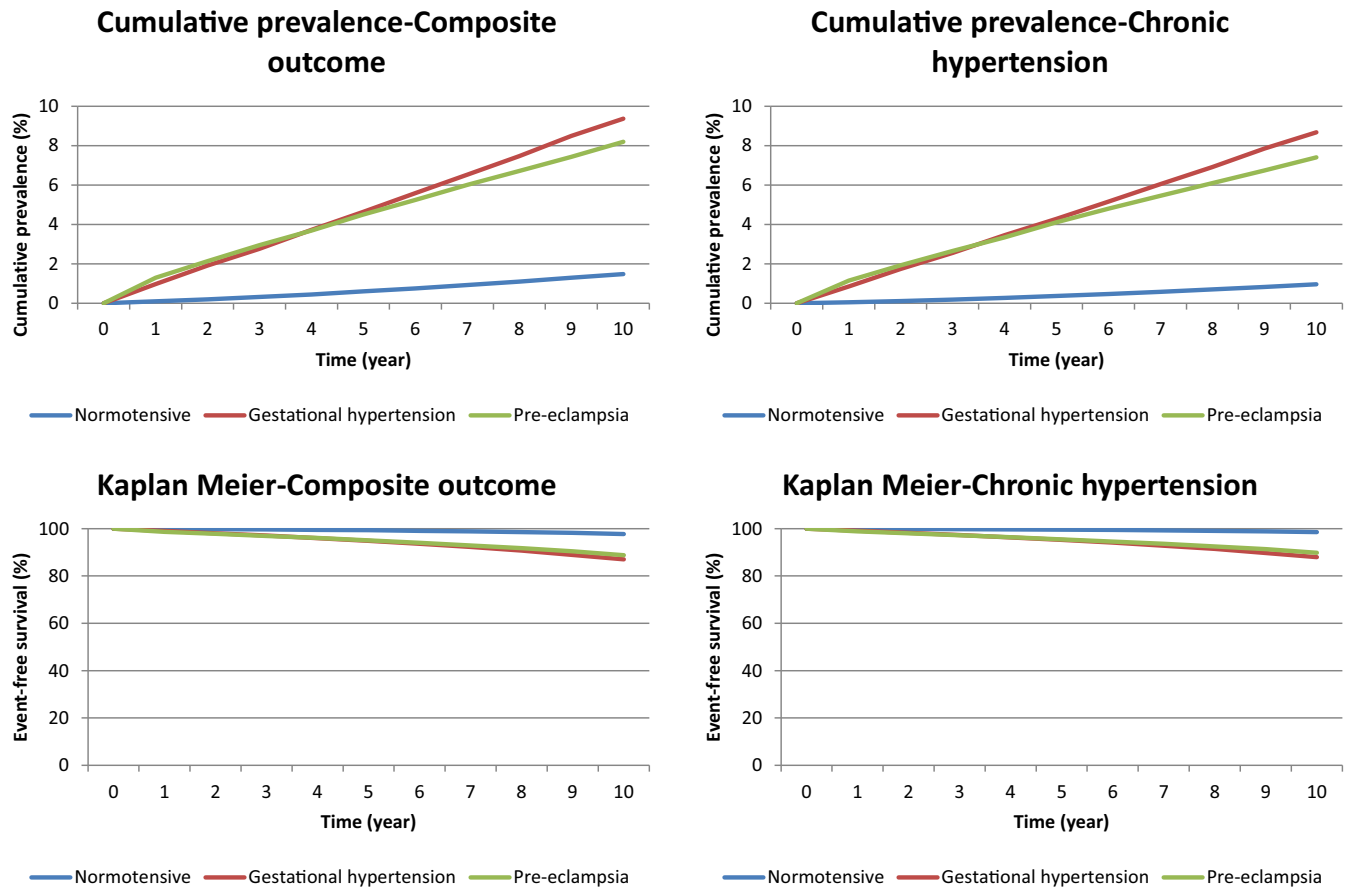 Cumulative prevalence-Composite
outcome
Cumulative prevalence (%)
10
8
6
4
2
0
0 1 2 3 4 5 6 7 8 9 10
Time (year)
Normotensive Gestational hypertension Pre-eclampsia
Cumulative prevalence-Chronic
hypertension
Cumulative prevalence (%)
10
8
6
4
2
0
0 1 2 3 4 5 6 7 8 9 10
Time (year)
Normotensive Gestational hypertension Pre-eclampsia
Kaplan Meier-Composite outcome
Event-free survival (%)
100
80
60
40
20
0
0 1 2 3 4 5 6 7 8 9 10
Time (year)
Normotensive Gestational hypertension Pre-eclampsia
Kaplan Meier-Chronic hypertension
Event-free survival (%)
100
80
60
40
20
0
0 1 2 3 4 5 6 7 8 9 10
Time (year)
Normotensive Gestational hypertension Pre-eclampsia